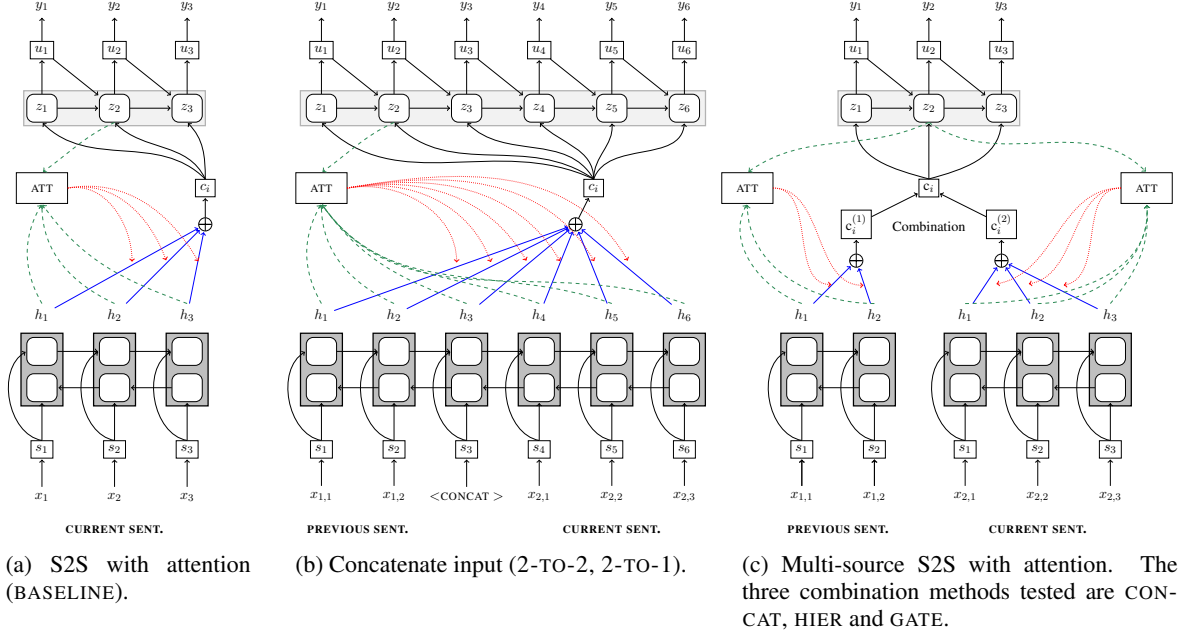 y1 y2 y3
u1 u2 u3
z1 z2 z3
ATT
ci
h1 h2 h3
s1 s2 s3
x1 x2 x3
CURRENT SENT.
(a) S2S with attention
(BASELINE).
y1 y2 y3 y4 y5 y6
u1 u2 u3 u4 u5 u6
z1 z2 z3 z4 z5 z6
ATT
ci
h1 h2 h3 h4 h5 h6
s1 s2 s3 s4 s5 s6
x1,1 x1,2 <CONCAT > x2,1 x2,2 x2,3
PREVIOUS SENT. CURRENT SENT.
(b) Concatenate input (2-TO-2, 2-TO-1).
y1 y2 y3
u1 u2 u3
z1 z2 z3
ATT ci ATT
ci(1) Combination ci(2)
h1 h2 h1 h2 h3
s1 s2 s1 s2 s3
x1,1 x1,2 x2,1 x2,2 x2,3
PREVIOUS SENT. CURRENT SENT.
(c) Multi-source S2S with attention. The
three combination methods tested are CON-
CAT, HIER and GATE.